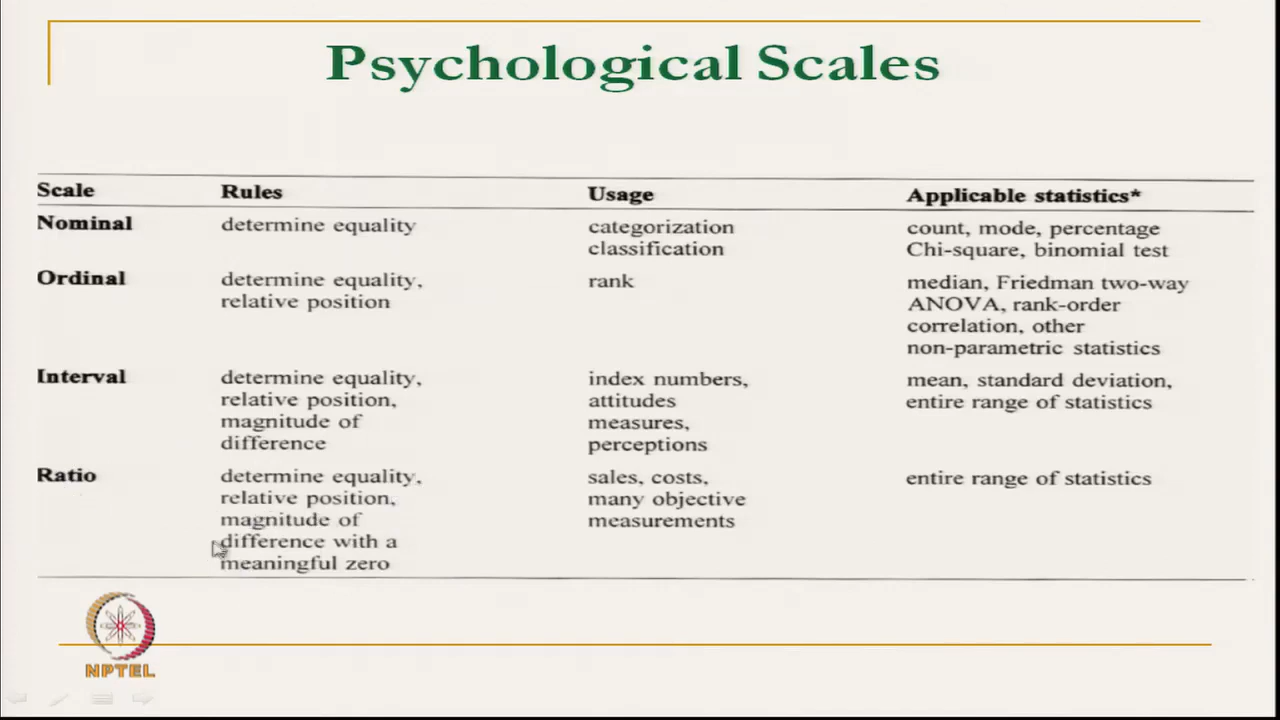 Psychological Scales
Scale Rules Usage Applicable statistics*
Nominal determine equality categorization count, mode, percentage
classification Chi-square, binomial test
Ordinal determine equality, rank median, Friedman two-way
relative position ANOVA, rank-order
correlation, other
non-parametric statistics
Interval determine equality, index numbers, mean, standard deviation,
relative position, attitudes entire range of statistics
magnitude of measures,
difference perceptions
Ratio determine equality, sales, costs, entire range of statistics
relative position, many objective
magnitude of measurements
difference with a
meaningful zero
NPTEL